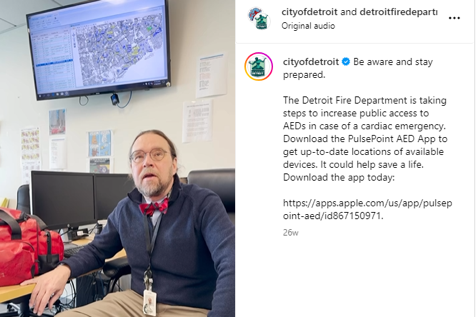 cityofdetroit and detroitfiredepartı
Original audio
cityofdetroit Be aware and stay
prepared.
The Detroit Fire Department is taking
steps to increase public access to
AEDs in case of a cardiac emergency.
Download the PulsePoint AED App to
get up-to-date locations of available
devices. It could help save a life.
Download the app today:
https://apps.apple.com/us/app/pulsep
oint-aed/id867150971.
26w